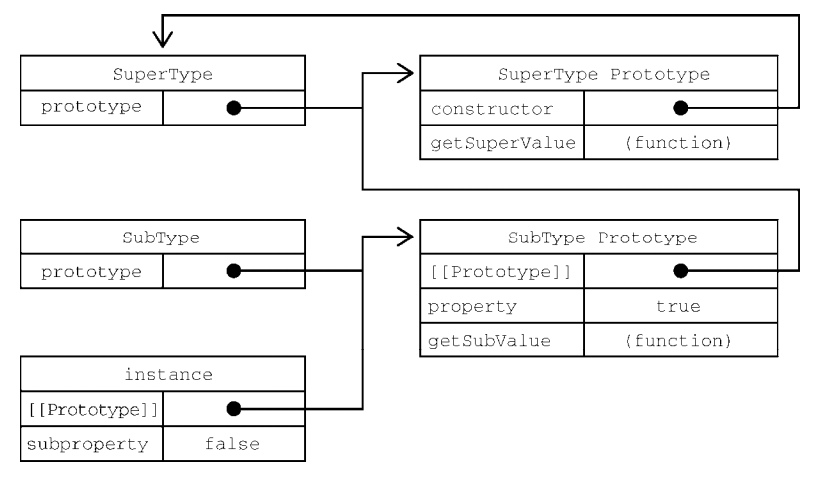 SuperType
prototype
SuperType Prototype
constructor
getSuperValue (function)
SubType
prototype
SubType Prototype
[[Prototype]]
property true
getSubValue (function)
instance
[[Prototype]]
subproperty false